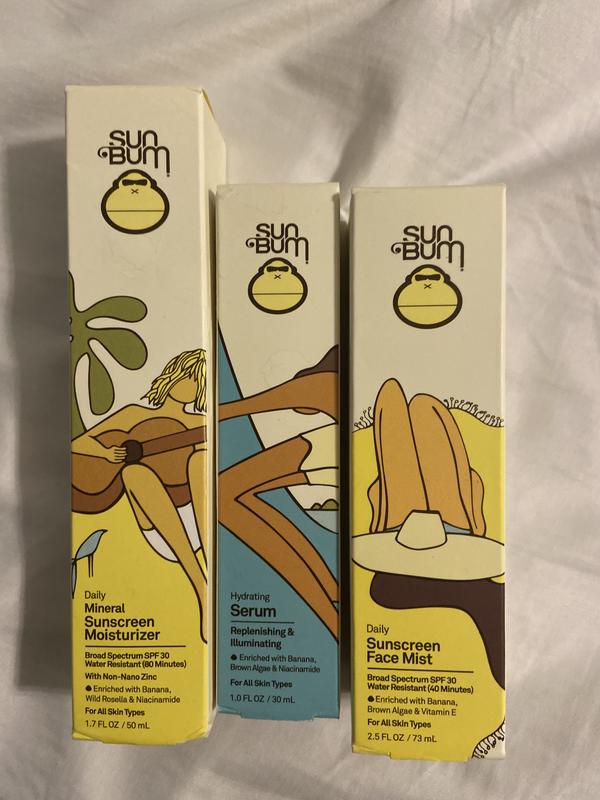 SUN
BUM
Daily
Mineral
Sunscreen
Moisturizer
Broad Spectrum SPF 30
Water Resistant (80 Minutes)
With Non-Nano Zinc
Enriched with Banana,
Wild Rosella & Niacinamide
For All Skin Types
1.7 FL OZ / 50 mL
SUN
BUM
Hydrating
Serum
Replenishing &
Illuminating
Enriched with Banana,
Brown Algae & Niacinamide
For All Skin Types
1.0 FL OZ / 30 mL
SUN
BUM
Daily
Sunscreen
Face Mist
Broad Spectrum SPF 30
Water Resistant (40 Minutes)
Enriched with Banana,
Brown Algae & Vitamin E
For All Skin Types
2.5 FL OZ / 73 mL